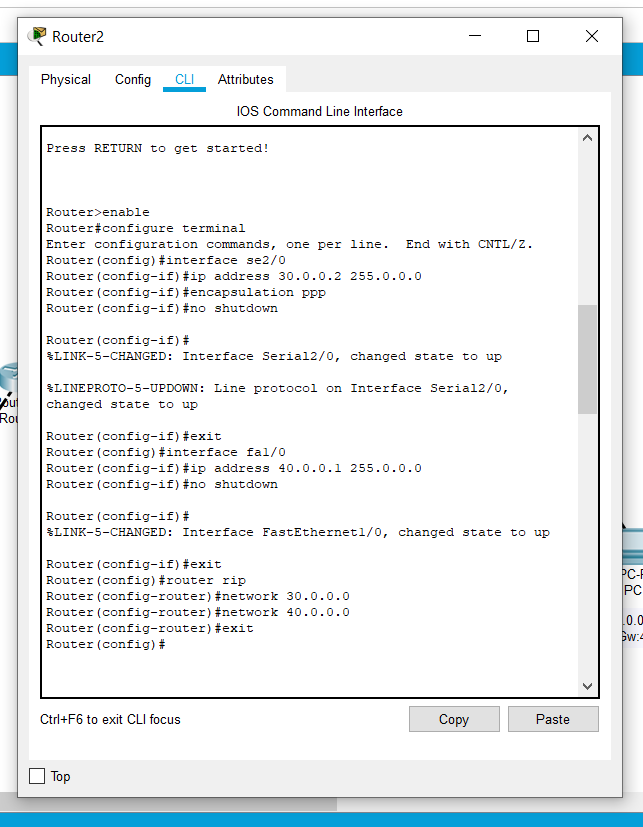 Router2
Physical Config CLI Attributes
IOS Command Line Interface
Press RETURN to get started!
Router>enable
Router#configure terminal
Enter configuration commands, one per line.  End with CNTL/Z.
Router(config)#interface se2/0
Router(config-if)#ip address 30.0.0.2 255.0.0.0
Router(config-if)#encapsulation ppp
Router(config-if)#no shutdown
Router(config-if)#
%LINK-5-CHANGED: Interface Serial2/0, changed state to up
%LINEPROTO-5-UPDOWN: Line protocol on Interface Serial2/0,
changed state to up
Router(config-if)#exit
Router(config)#interface fa1/0
Router(config-if)#ip address 40.0.0.1 255.0.0.0
Router(config-if)#no shutdown
Router(config-if)#
%LINK-5-CHANGED: Interface FastEthernet1/0, changed state to up
Router(config-if)#exit
Router(config)#router rip
Router(config-router)#network 30.0.0.0
Router(config-router)#network 40.0.0.0
Router(config-router)#exit
Router(config)#
Ctrl+F6 to exit CLI focus
Copy Paste
Top
out
Rou
PC-F
PC
.0.0
Gw:4